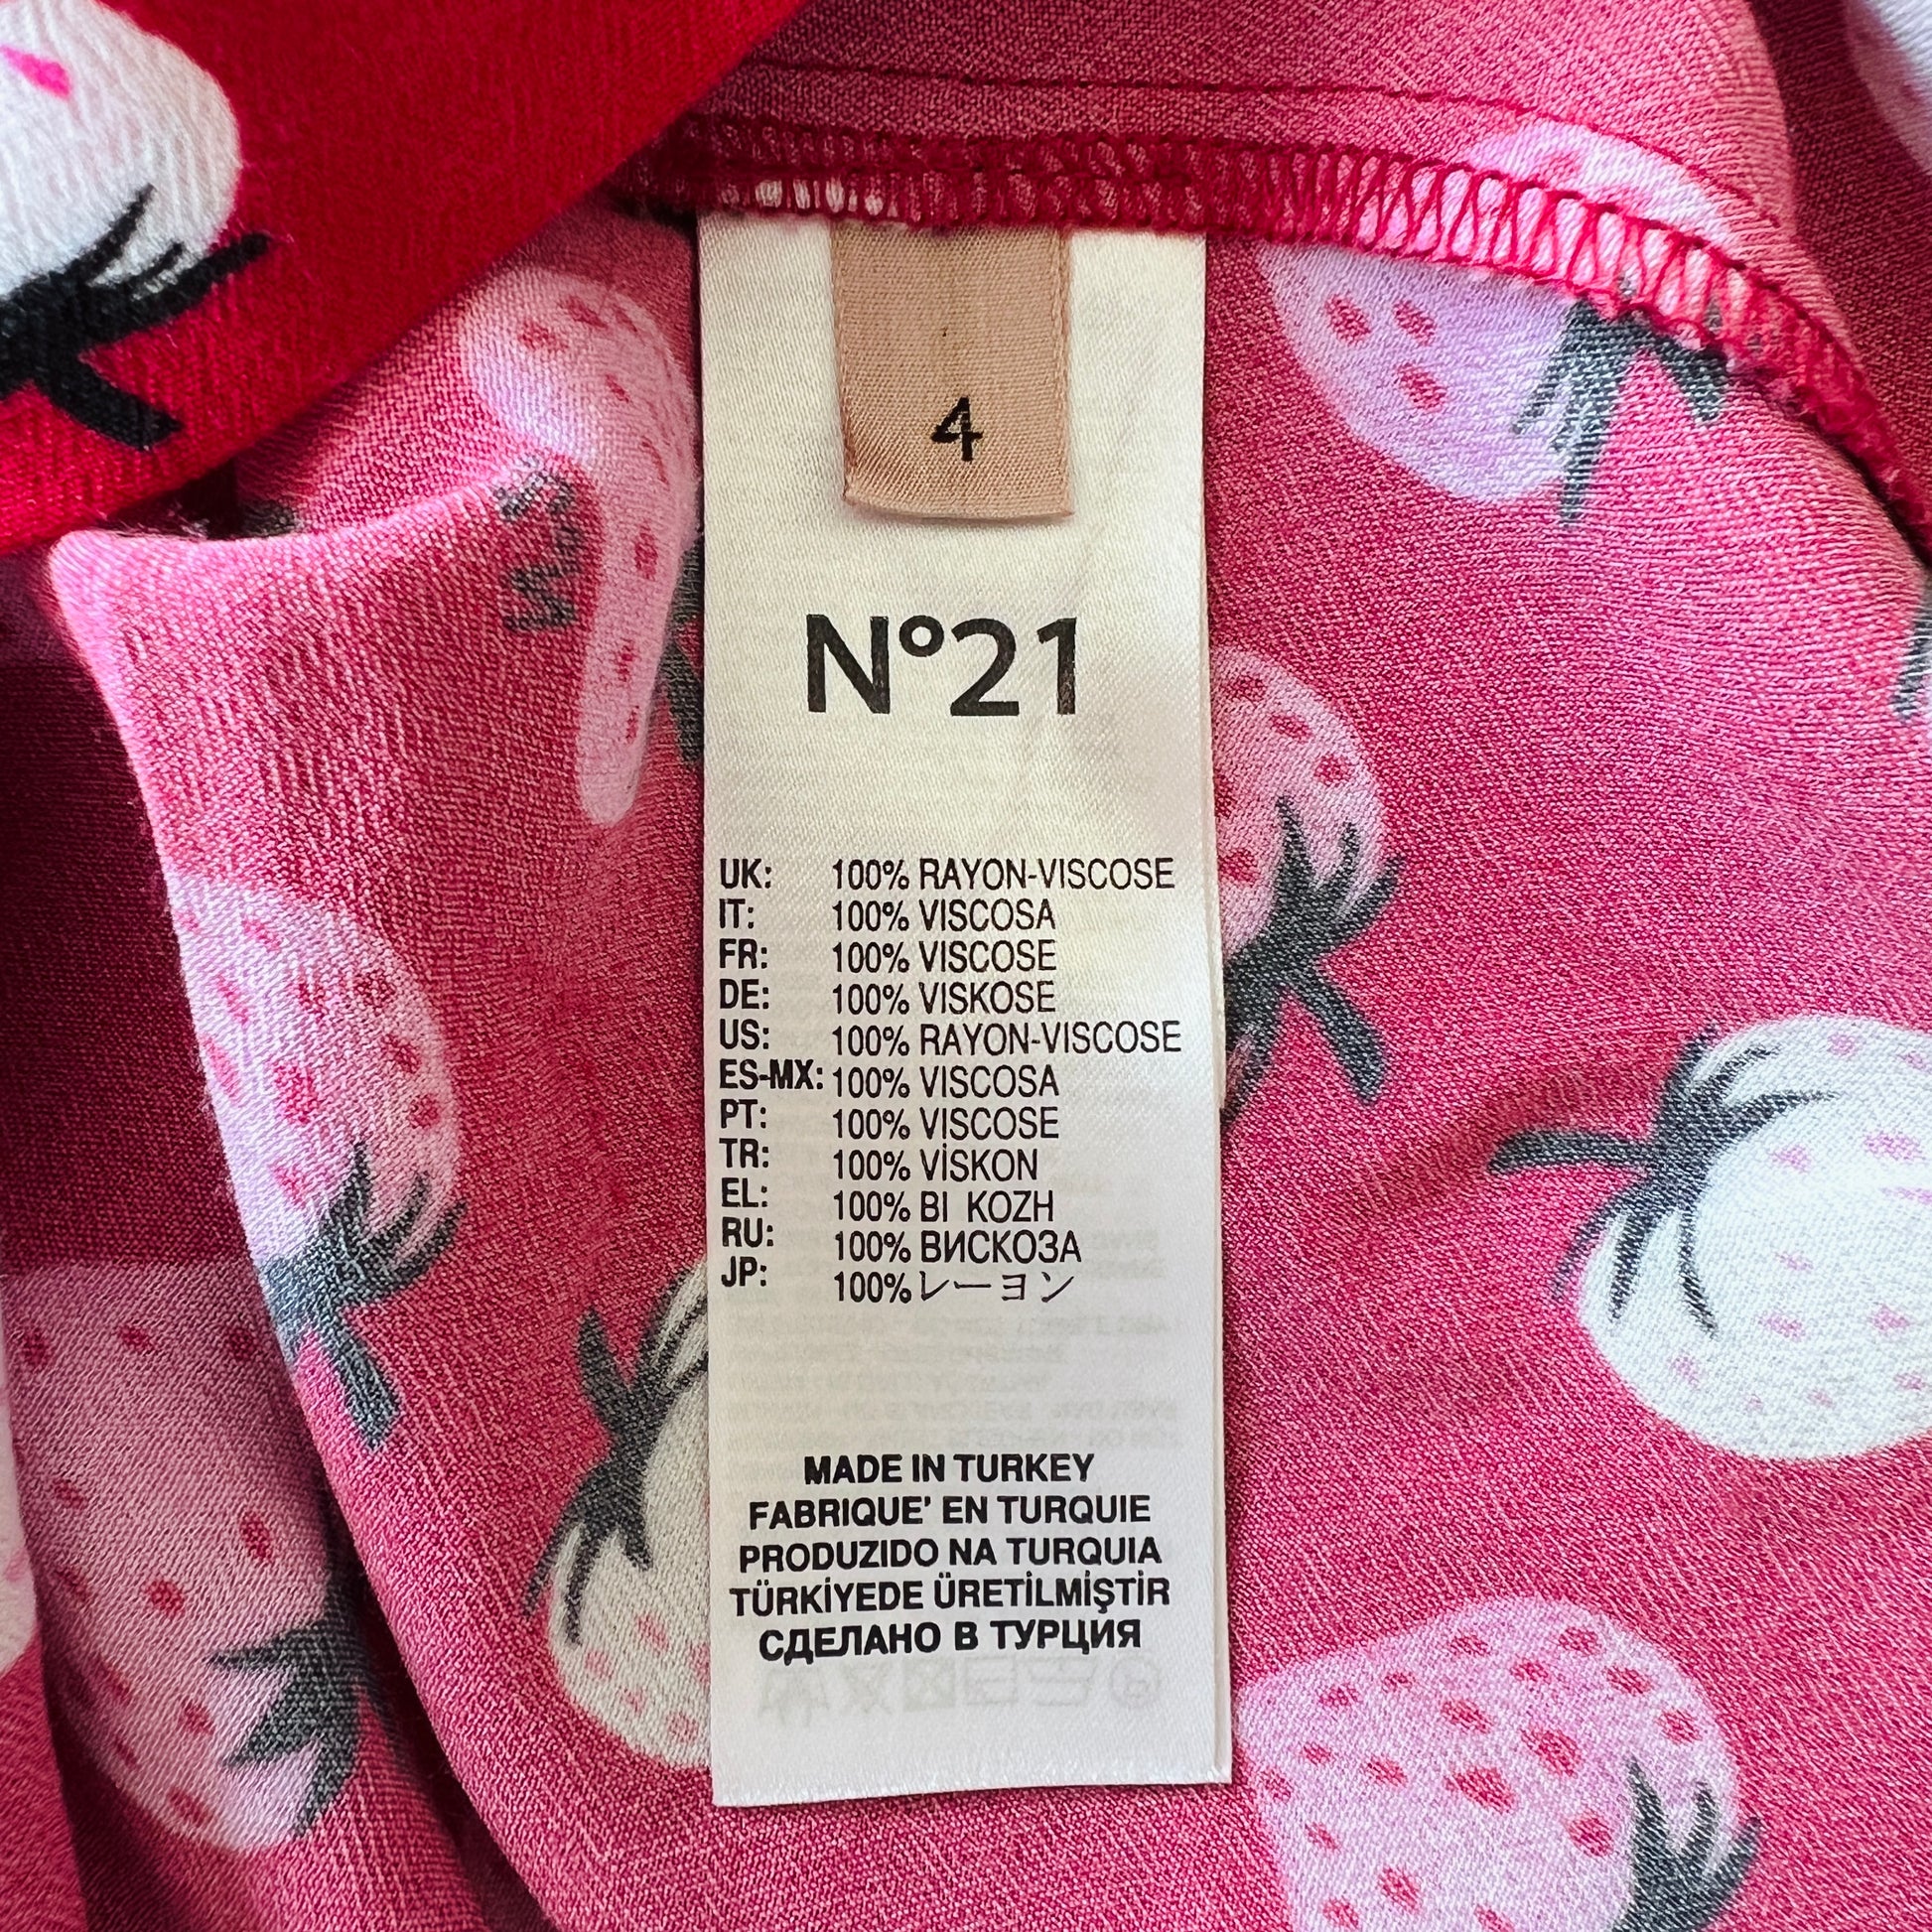 4
N°21
UK: 100% RAYON-VISCOSE
IT: 100% VISCOSA
FR: 100% VISCOSE
DE: 100% VISKOSE
US: 100% RAYON-VISCOSE
ES-MX: 100% VISCOSA
PT: 100% VISCOSE
TR: 100% VİSKON
EL: 100% BI KOZH
RU: 100% ВИСКОЗА
JP: 100% レーヨン
MADE IN TURKEY
FABRIQUE' EN TURQUIE
PRODUZIDO NA TURQUIA
TÜRKİYEDE ÜRETİLMİŞTİR
СДЕЛАНО В ТУРЦИЯ